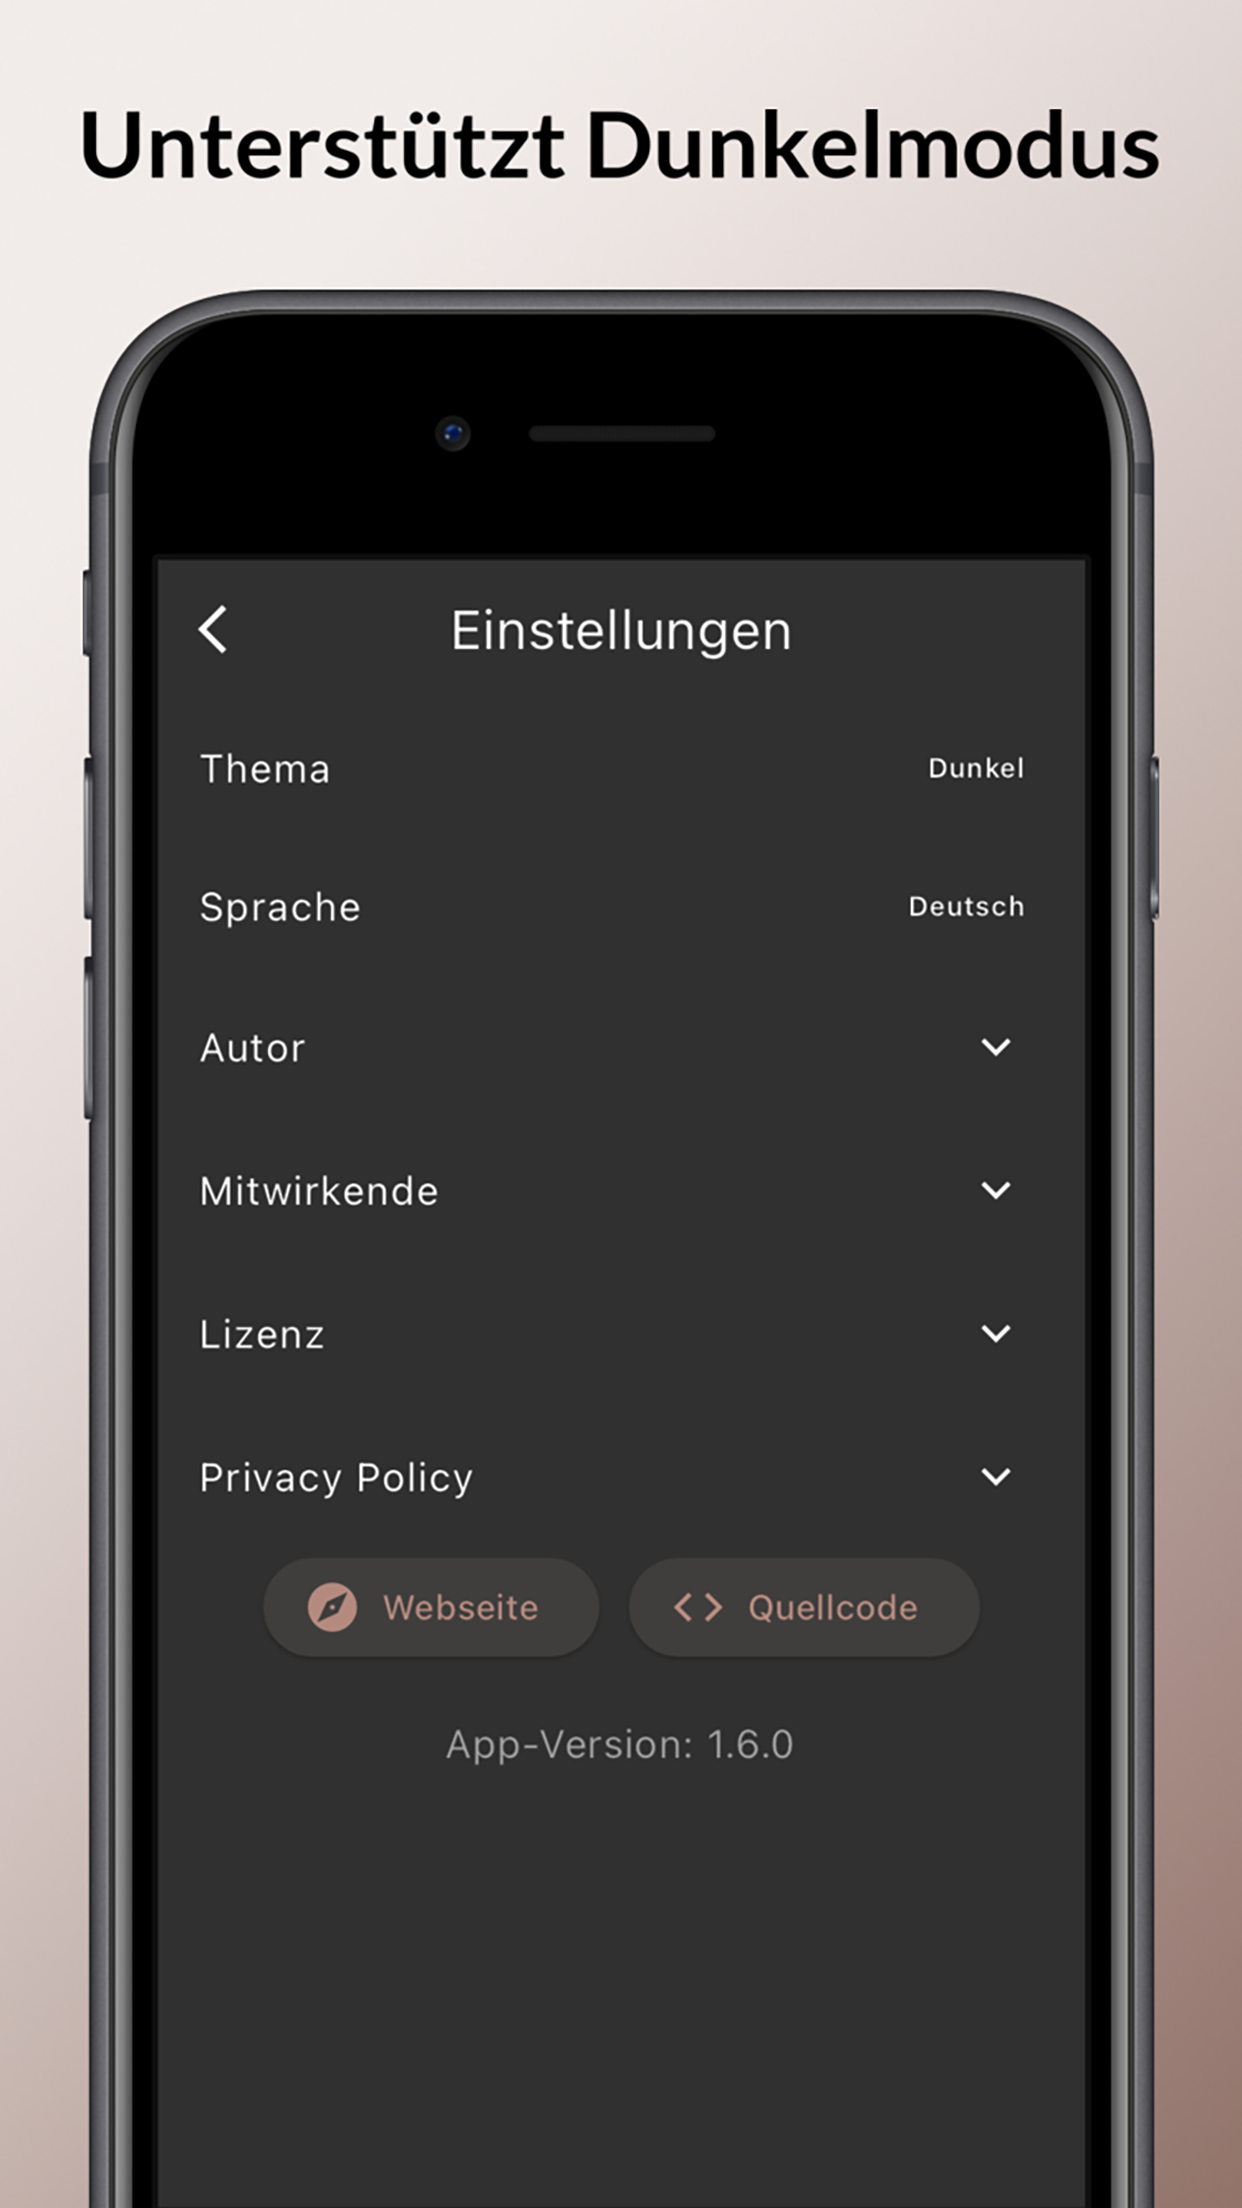 Unterstützt Dunkelmodus
Einstellungen
Thema Dunkel
Sprache Deutsch
Autor
Mitwirkende
Lizenz
Privacy Policy
Webseite Quellcode
App-Version: 1.6.0